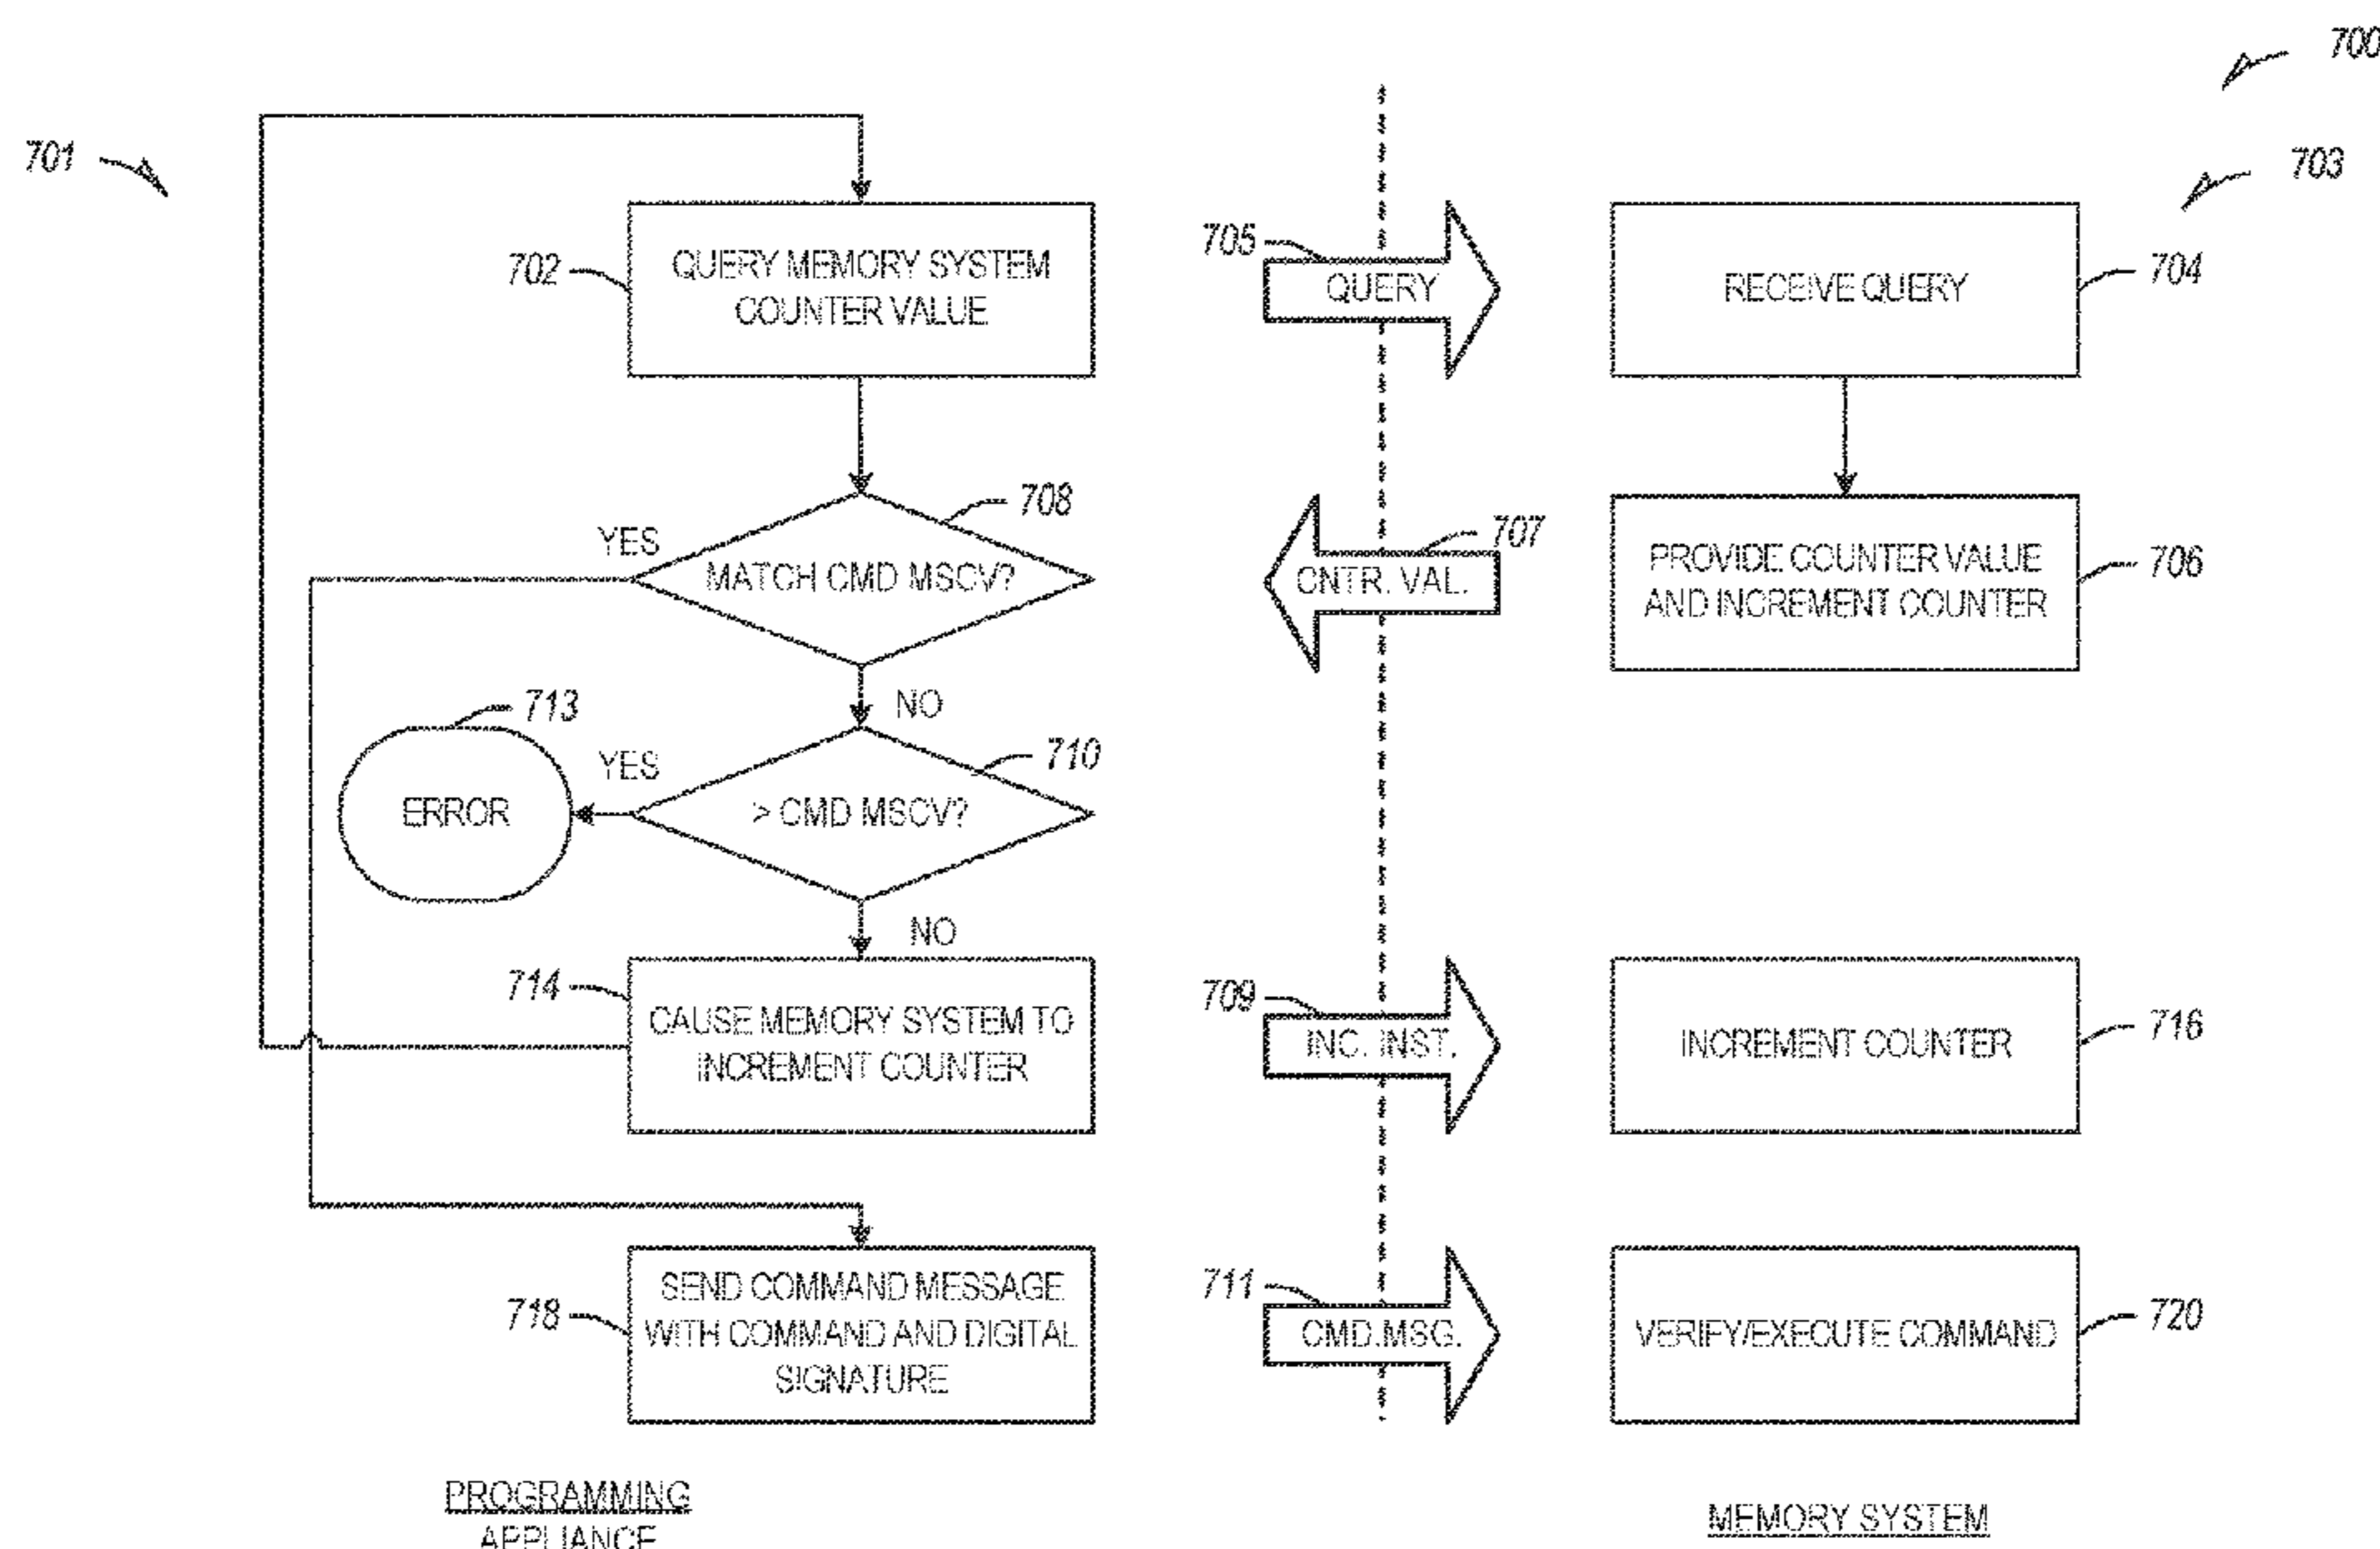 700
701
703
702
QUERY MEMORY SYSTEM
COUNTER VALUE
705
QUERY
RECEIVE QUERY
704
708
YES
MATCH CMD MSCV?
707
CNTR. VAL.
PROVIDE COUNTER VALUE
AND INCREMENT COUNTER
706
NO
713
ERROR
YES
710
> CMD MSCV?
NO
714
CAUSE MEMORY SYSTEM TO
INCREMENT COUNTER
709
INC. INST.
INCREMENT COUNTER
716
718
SEND COMMAND MESSAGE
WITH COMMAND AND DIGITAL
SIGNATURE
711
CMD.MSG.
VERIFY/EXECUTE COMMAND
720
PROGRAMMING
APPLIANCE
MEMORY SYSTEM